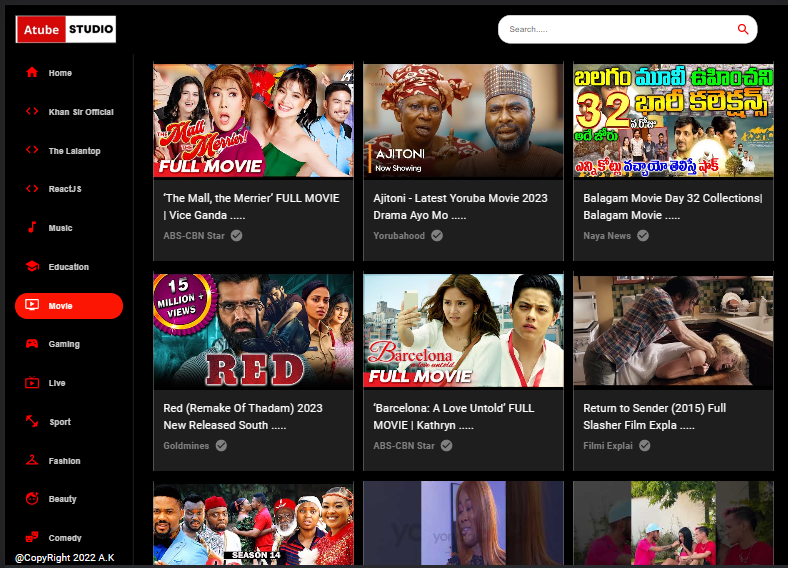 Atube STUDIO
Search.....
Home
Khan Sir Official
The Lalantop
ReactJS
Music
Education
Movie
Gaming
Live
Sport
Fashion
Beauty
Comedy
@CopyRight 2022 A.K
The Mall
The Merrier!
FULL MOVIE
‘The Mall, the Merrier’ FULL MOVIE
| Vice Ganda .....
ABS-CBN Star
AJITONI
Now Showing
Ajitoni - Latest Yoruba Movie 2023
Drama Ayo Mo .....
Yorubahood
బలగం మూవీ ఊహించని
32 భారీ కలెక్షన్స్
వ రోజు
అదే జోరు
ఎన్నికోట్లు వచ్చాయో తెలిస్తే షాక్
Balagam Movie Day 32 Collections|
Balagam Movie .....
Naya News
15
MILLION +
VIEWS
RED
Red (Remake Of Thadam) 2023
New Released South .....
Goldmines
Barcelona
a love untold
FULL MOVIE
‘Barcelona: A Love Untold’ FULL
MOVIE | Kathryn .....
ABS-CBN Star
Return to Sender (2015) Full
Slasher Film Expla .....
Filmi Explai
SEASON 14